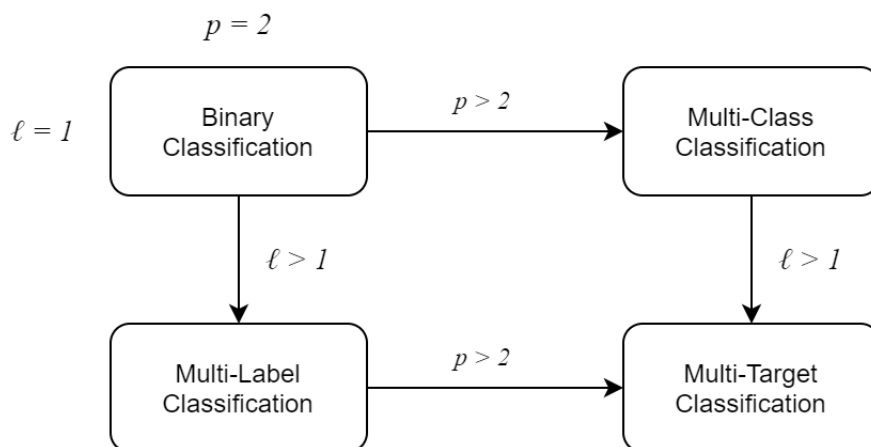 p = 2
ℓ = 1
Binary
Classification
p > 2
Multi-Class
Classification
ℓ > 1
ℓ > 1
Multi-Label
Classification
p > 2
Multi-Target
Classification